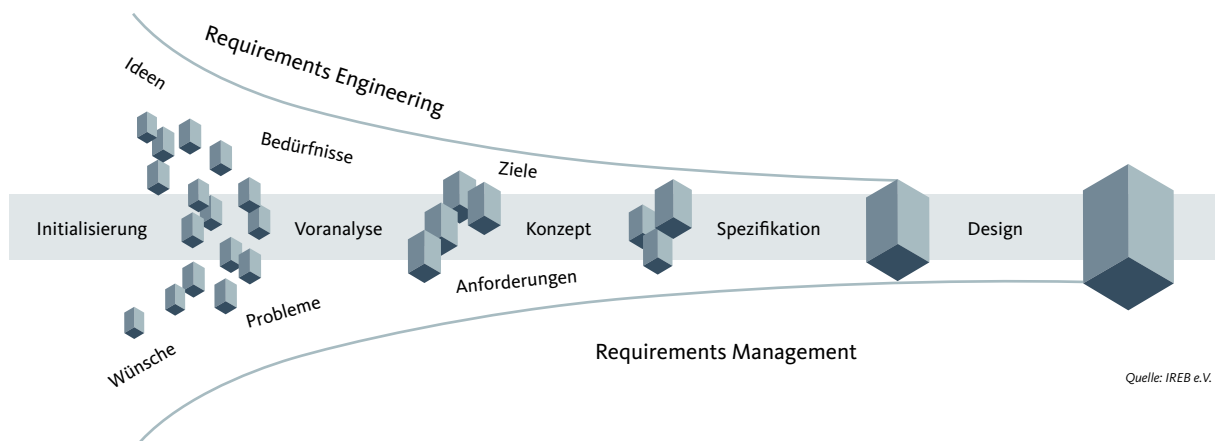 Requirements Engineering
Ideen
Bedürfnisse
Ziele
Initialisierung
Voranalyse
Konzept
Spezifikation
Design
Anforderungen
Probleme
Wünsche
Requirements Management
Quelle: IREB e.V.